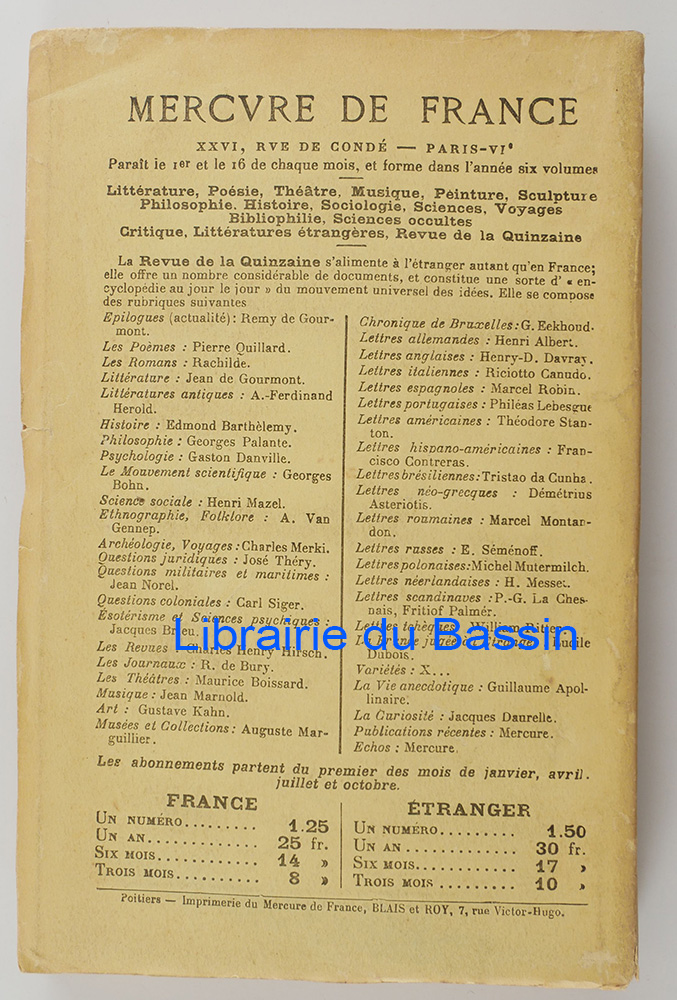 MERCVRE DE FRANCE
XXVI, RVE DE CONDÉ — PARIS-VIe
Paraît le 1er et le 16 de chaque mois, et forme dans l'année six volumes
Littérature, Poésie, Théâtre, Musique, Peinture, Sculpture
Philosophie. Histoire, Sociologie, Sciences, Voyages
Bibliophilie, Sciences occultes
Critique, Littératures étrangères, Revue de la Quinzaine
La Revue de la Quinzaine s'alimente à l'étranger autant qu'en France;
elle offre un nombre considérable de documents, et constitue une sorte d' « en-
cyclopédie au jour le jour » du mouvement universel des idées. Elle se compose
des rubriques suivantes
Epilogues (actualité): Remy de Gour-
mont.
Les Poèmes : Pierre Quillard.
Les Romans : Rachilde.
Littérature : Jean de Gourmont.
Littératures antiques : A.-Ferdinand
Herold.
Histoire : Edmond Barthèlemy.
Philosophie : Georges Palante.
Psychologie : Gaston Danville.
Le Mouvement scientifique : Georges
Bohn.
Science sociale : Henri Mazel.
Ethnographie, Folklore : A. Van
Gennep.
Archéologie, Voyages : Charles Merki.
Questions juridiques : José Théry.
Questions militaires et maritimes :
Jean Norel.
Questions coloniales : Carl Siger.
Ésotérisme et Sciences psychiques :
Jacques Brieu.
Les Revues : Charles Henry Hirsch.
Les Journaux : R. de Bury.
Les Théâtres : Maurice Boissard.
Musique : Jean Marnold.
Art : Gustave Kahn.
Musées et Collections : Auguste Mar-
guillier.
Chronique de Bruxelles: G. Eekhoud.
Lettres allemandes : Henri Albert.
Lettres anglaises : Henry-D. Davray.
Lettres italiennes : Riciotto Canudo.
Lettres espagnoles : Marcel Robin.
Lettres portugaises : Philéas Lebesgue
Lettres américaines : Théodore Stan-
ton.
Lettres hispano-américaines : Fran-
cisco Contreras.
Lettres brésiliennes: Tristao da Cunha.
Lettres néo-grecques : Démétrius
Asteriotis.
Lettres roumaines : Marcel Montan-
don.
Lettres russes : E. Séménoff.
Lettres polonaises: Michel Mutermilch.
Lettres néerlandaises : H. Messet.
Lettres scandinaves : P.-G. La Ches-
nais, Fritiof Palmér.
Lettres tchèques : William Ritter.
La France jugée à l'Étranger : Lucile
Dubois.
Variétés : X...
La Vie anecdotique : Guillaume Apol-
linaire.
La Curiosité : Jacques Daurelle.
Publications récentes : Mercure.
Echos : Mercure.
Librairie du Bassin
Les abonnements partent du premier des mois de janvier, avril.
juillet et octobre.
FRANCE
UN NUMÉRO......... 1.25
UN AN............. 25 fr.
SIX MOIS........... 14 »
TROIS MOIS......... 8 »
ÉTRANGER
UN NUMÉRO......... 1.50
UN AN............. 30 fr.
SIX MOIS........... 17 »
TROIS MOIS......... 10 »
Poitiers — Imprimerie du Mercure de France, BLAIS et ROY, 7, rue Victor-Hugo.